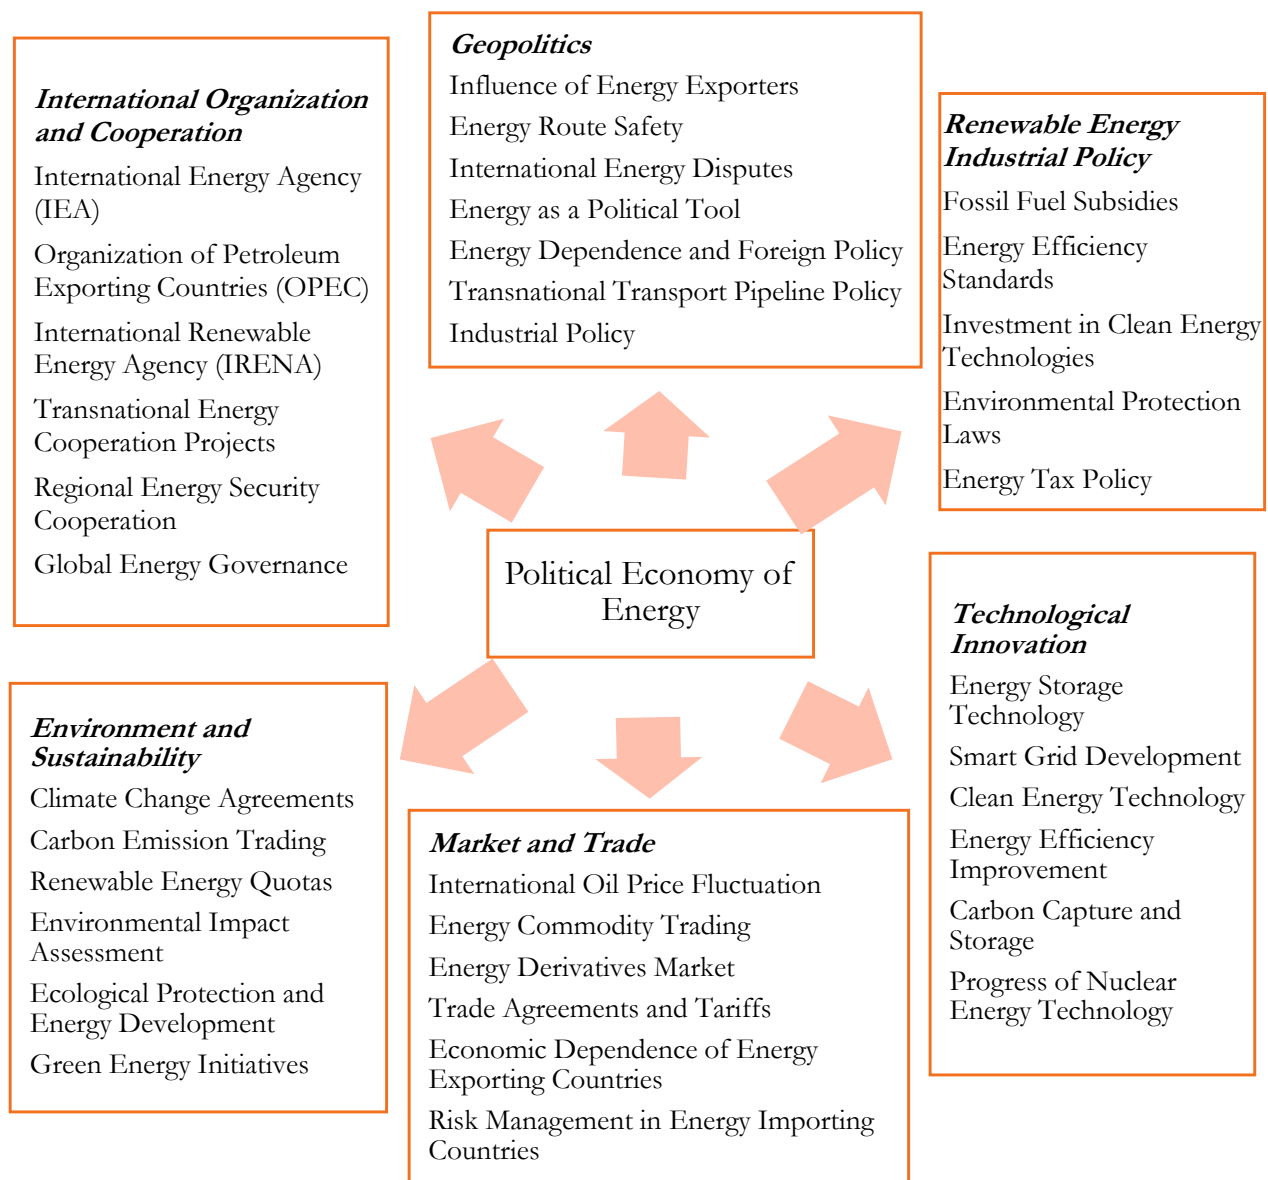 International Organization
and Cooperation
International Energy Agency
(IEA)
Organization of Petroleum
Exporting Countries (OPEC)
International Renewable
Energy Agency (IRENA)
Transnational Energy
Cooperation Projects
Regional Energy Security
Cooperation
Global Energy Governance
Geopolitics
Influence of Energy Exporters
Energy Route Safety
International Energy Disputes
Energy as a Political Tool
Energy Dependence and Foreign Policy
Transnational Transport Pipeline Policy
Industrial Policy
Renewable Energy
Industrial Policy
Fossil Fuel Subsidies
Energy Efficiency
Standards
Investment in Clean Energy
Technologies
Environmental Protection
Laws
Energy Tax Policy
Political Economy of
Energy
Environment and
Sustainability
Climate Change Agreements
Carbon Emission Trading
Renewable Energy Quotas
Environmental Impact
Assessment
Ecological Protection and
Energy Development
Green Energy Initiatives
Market and Trade
International Oil Price Fluctuation
Energy Commodity Trading
Energy Derivatives Market
Trade Agreements and Tariffs
Economic Dependence of Energy
Exporting Countries
Risk Management in Energy Importing
Countries
Technological
Innovation
Energy Storage
Technology
Smart Grid Development
Clean Energy Technology
Energy Efficiency
Improvement
Carbon Capture and
Storage
Progress of Nuclear
Energy Technology